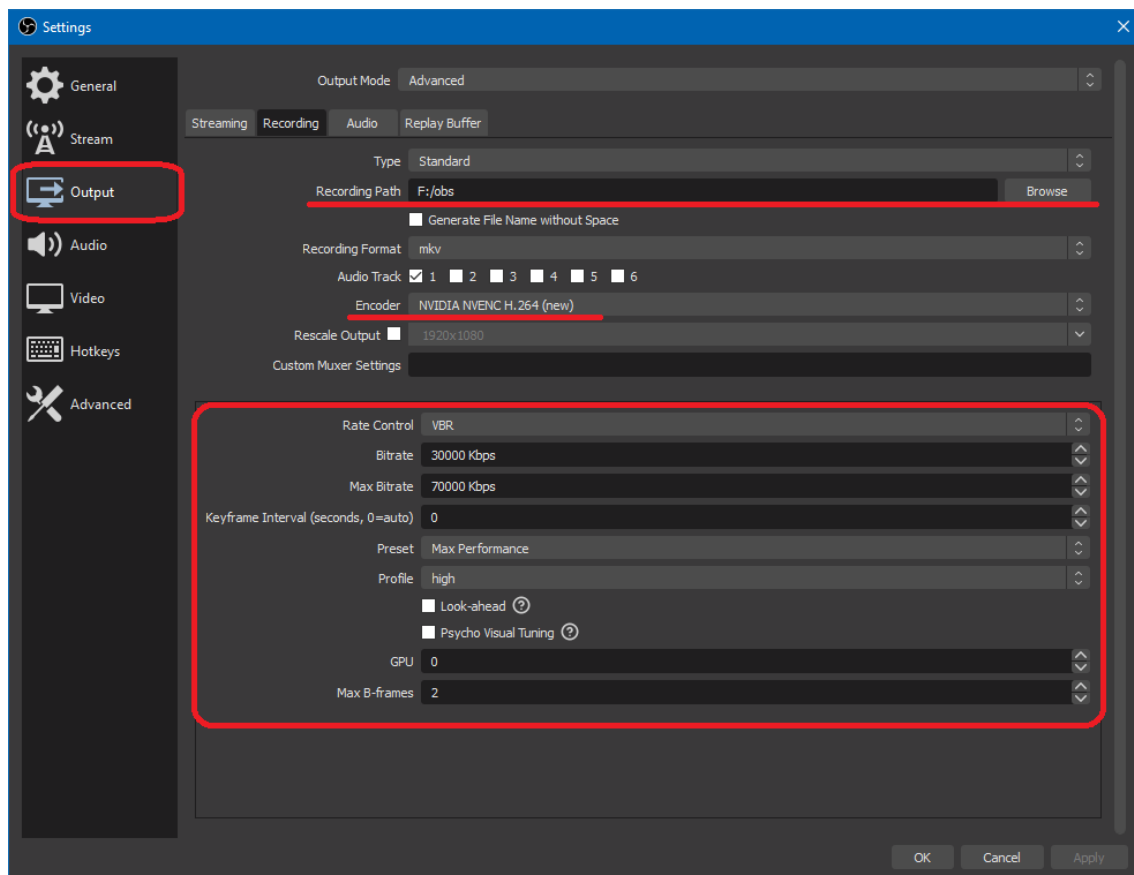 Settings
General
Stream
Output
Audio
Video
Hotkeys
Advanced
Output Mode Advanced
Streaming Recording Audio Replay Buffer
Type Standard
Recording Path F:/obs Browse
Generate File Name without Space
Recording Format mkv
Audio Track 1 2 3 4 5 6
Encoder NVIDIA NVENC H.264 (new)
Rescale Output 1920x1080
Custom Muxer Settings
Rate Control VBR
Bitrate 30000 Kbps
Max Bitrate 70000 Kbps
Keyframe Interval (seconds, 0=auto) 0
Preset Max Performance
Profile high
Look-ahead ?
Psycho Visual Tuning ?
GPU 0
Max B-frames 2
OK Cancel Apply